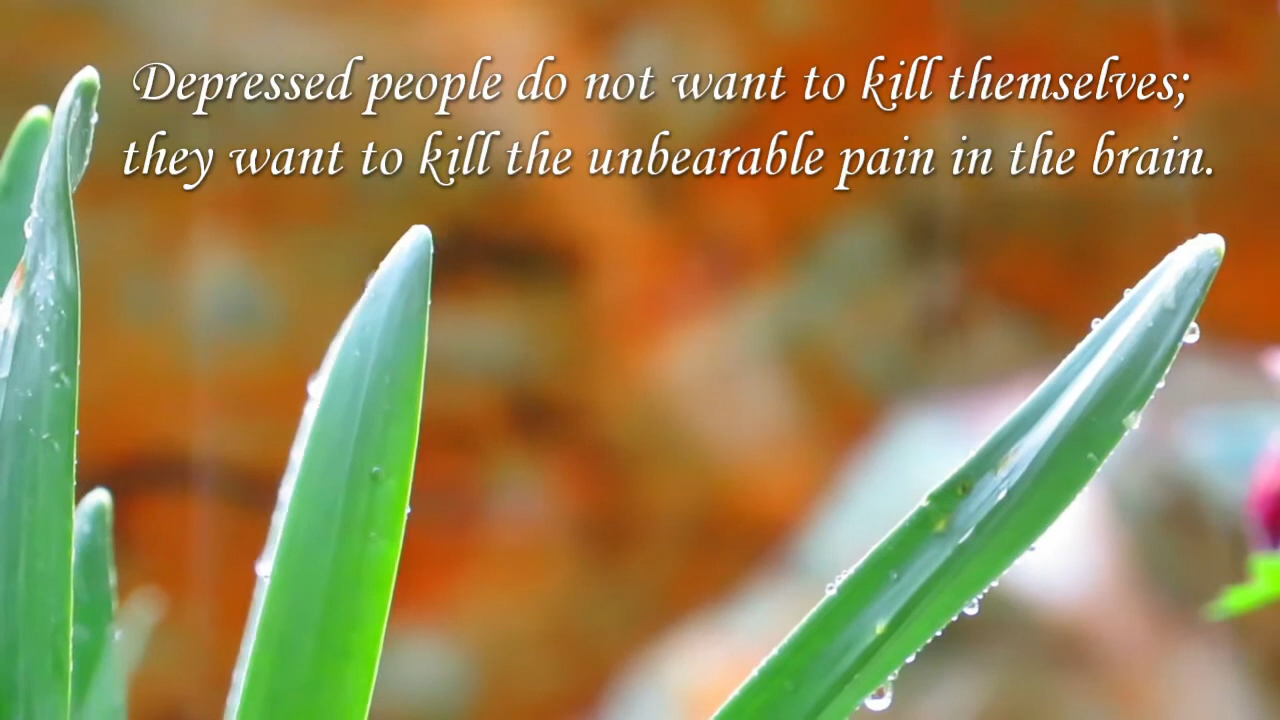 Depressed people do not want to kill themselves;
they want to kill the unbearable pain in the brain.